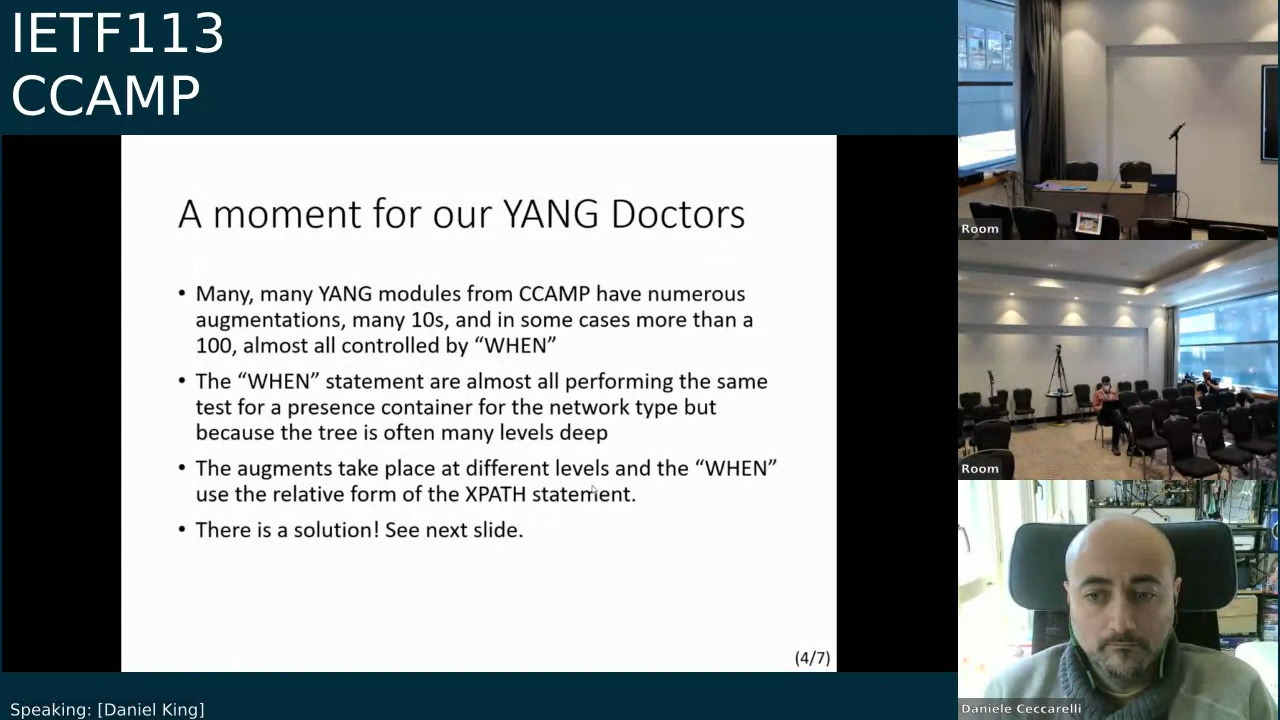 IETF113
CCAMP
A moment for our YANG Doctors
• Many, many YANG modules from CCAMP have numerous
augmentations, many 10s, and in some cases more than a
100, almost all controlled by “WHEN”
• The “WHEN” statement are almost all performing the same
test for a presence container for the network type but
because the tree is often many levels deep
• The augments take place at different levels and the “WHEN”
use the relative form of the XPATH statement.
• There is a solution! See next slide.
(4/7)
Speaking: [Daniel King]
Room
Room
Daniele Ceccarelli